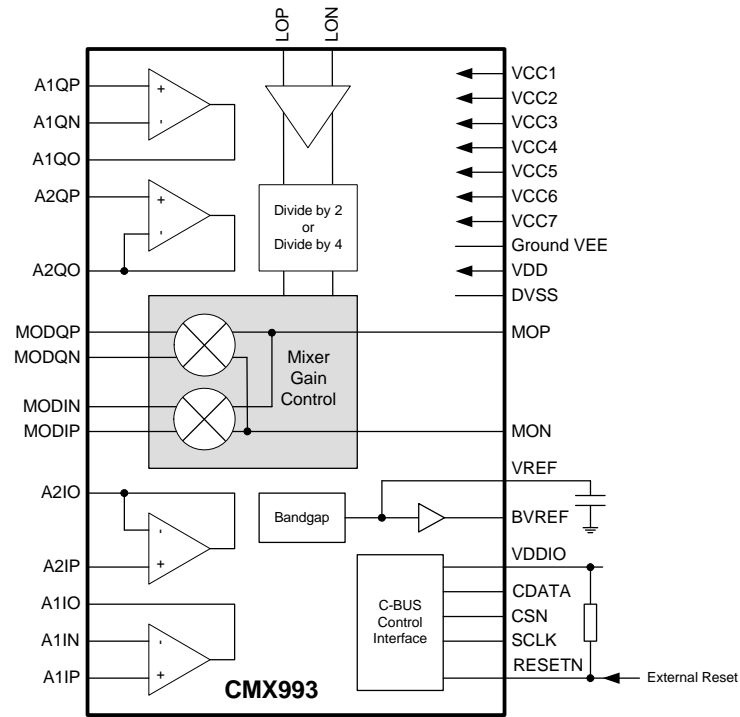 LOP
LON
A1QP
A1QN
A1QO
A2QP
A2QO
MODQP
MODQN
MODIN
MODIP
A2IO
A2IP
A1IO
A1IN
A1IP
+
-
+
-
Divide by 2
or
Divide by 4
Mixer
Gain
Control
-
+
-
+
Bandgap
C-BUS
Control
Interface
CMX993
VCC1
VCC2
VCC3
VCC4
VCC5
VCC6
VCC7
Ground VEE
VDD
DVSS
MOP
MON
VREF
BVREF
VDDIO
CDATA
CSN
SCLK
RESETN
External Reset